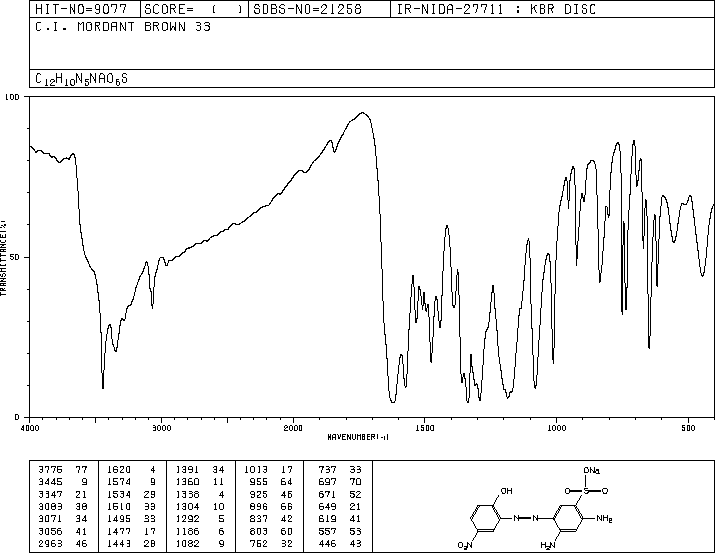 HIT-NO=9077 SCORE= ( ) SDBS-NO=21258 IR-NIDA-27711 : KBR DISC
C.I. MORDANT BROWN 33
C12H10N5NAO6S
100
50
0
TRANSMITTANCE(%)
4000 3000 2000 1500 1000 500
WAVENUMBER(-1)
3775 77 1620 4 1391 34 1013 17 737 33
3445 9 1574 9 1360 11 955 64 697 70
3347 21 1534 29 1338 4 925 46 671 52
3083 38 1510 33 1304 10 896 66 649 21
3071 34 1495 33 1292 5 837 42 619 41
3056 41 1477 17 1186 6 803 60 557 53
2963 46 1443 28 1082 9 752 32 446 43
ONa
OH O=S=O
N=N NH2
O2N H2N